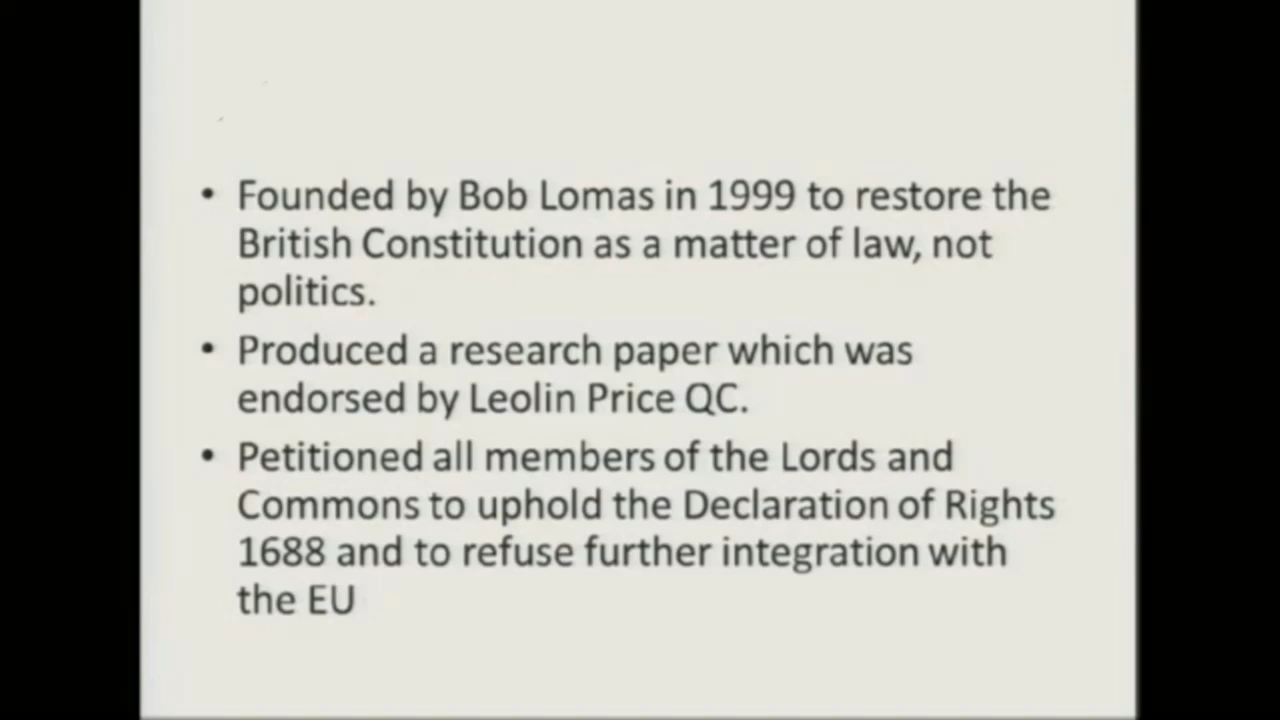 • Founded by Bob Lomas in 1999 to restore the
British Constitution as a matter of law, not
politics.
• Produced a research paper which was
endorsed by Leolin Price QC.
• Petitioned all members of the Lords and
Commons to uphold the Declaration of Rights
1688 and to refuse further integration with
the EU